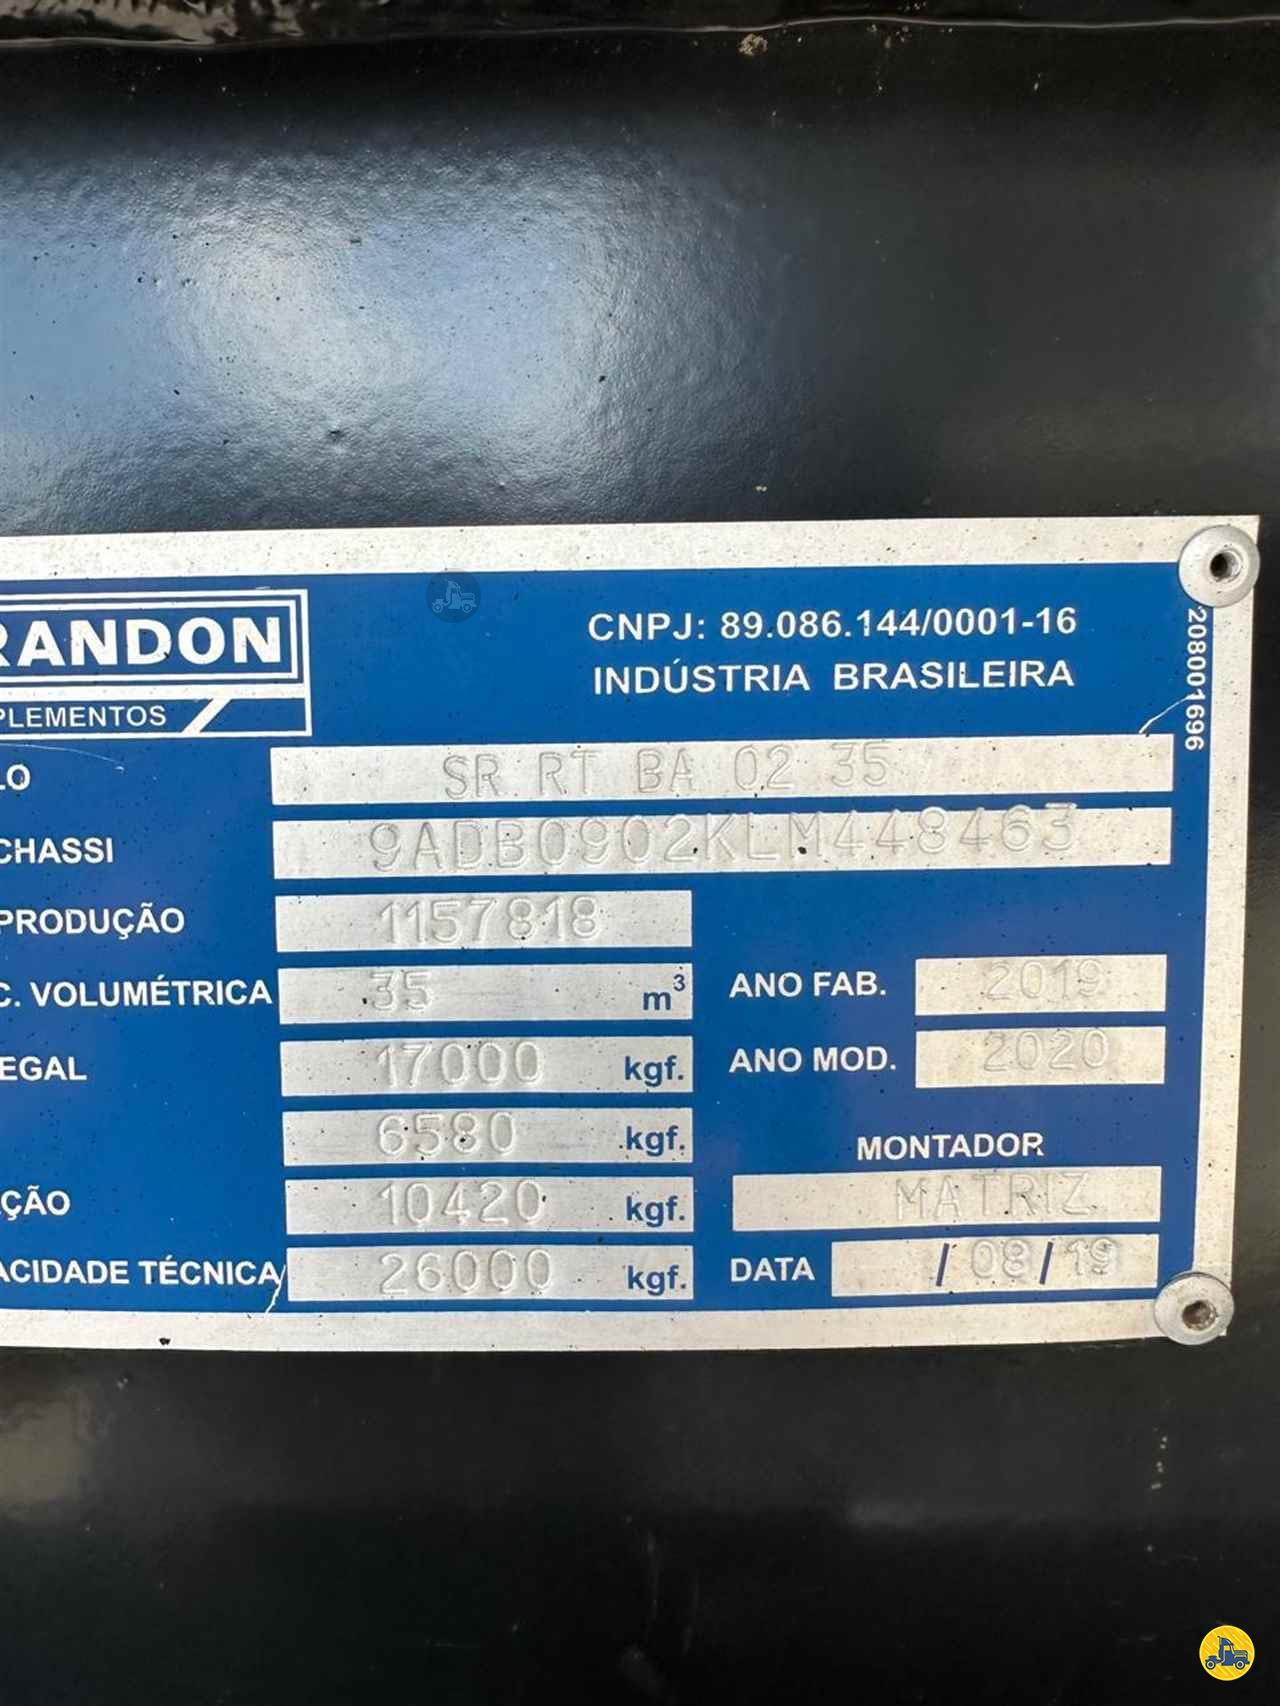 RANDON
CNPJ: 89.086.144/0001-16
INDÚSTRIA BRASILEIRA
208001696
PLEMENTOS
LO SR RT BA 02 35
CHASSI 9ADB0902KLM448463
PRODUÇÃO 1157818
C. VOLUMÉTRICA 35 m³ ANO FAB. 2019
EGAL 17000 kgf. ANO MOD. 2020
6580 kgf. MONTADOR
ÇÃO 10420 kgf. MATRIZ
ACIDADE TÉCNICA 26000 kgf. DATA / 08 / 19